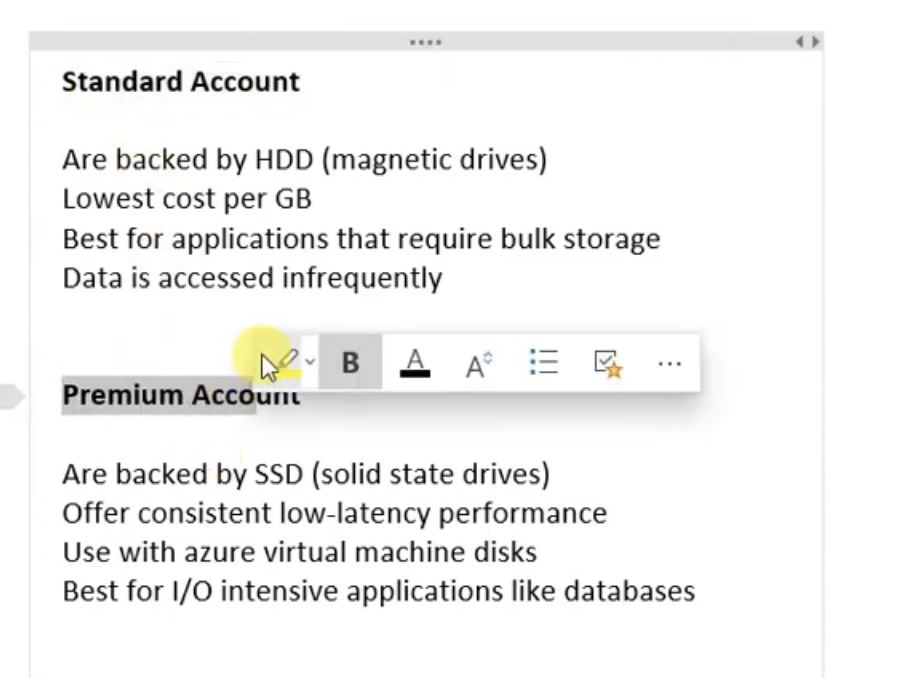 Standard Account
Are backed by HDD (magnetic drives)
Lowest cost per GB
Best for applications that require bulk storage
Data is accessed infrequently
B A A
Premium Account
Are backed by SSD (solid state drives)
Offer consistent low-latency performance
Use with azure virtual machine disks
Best for I/O intensive applications like databases